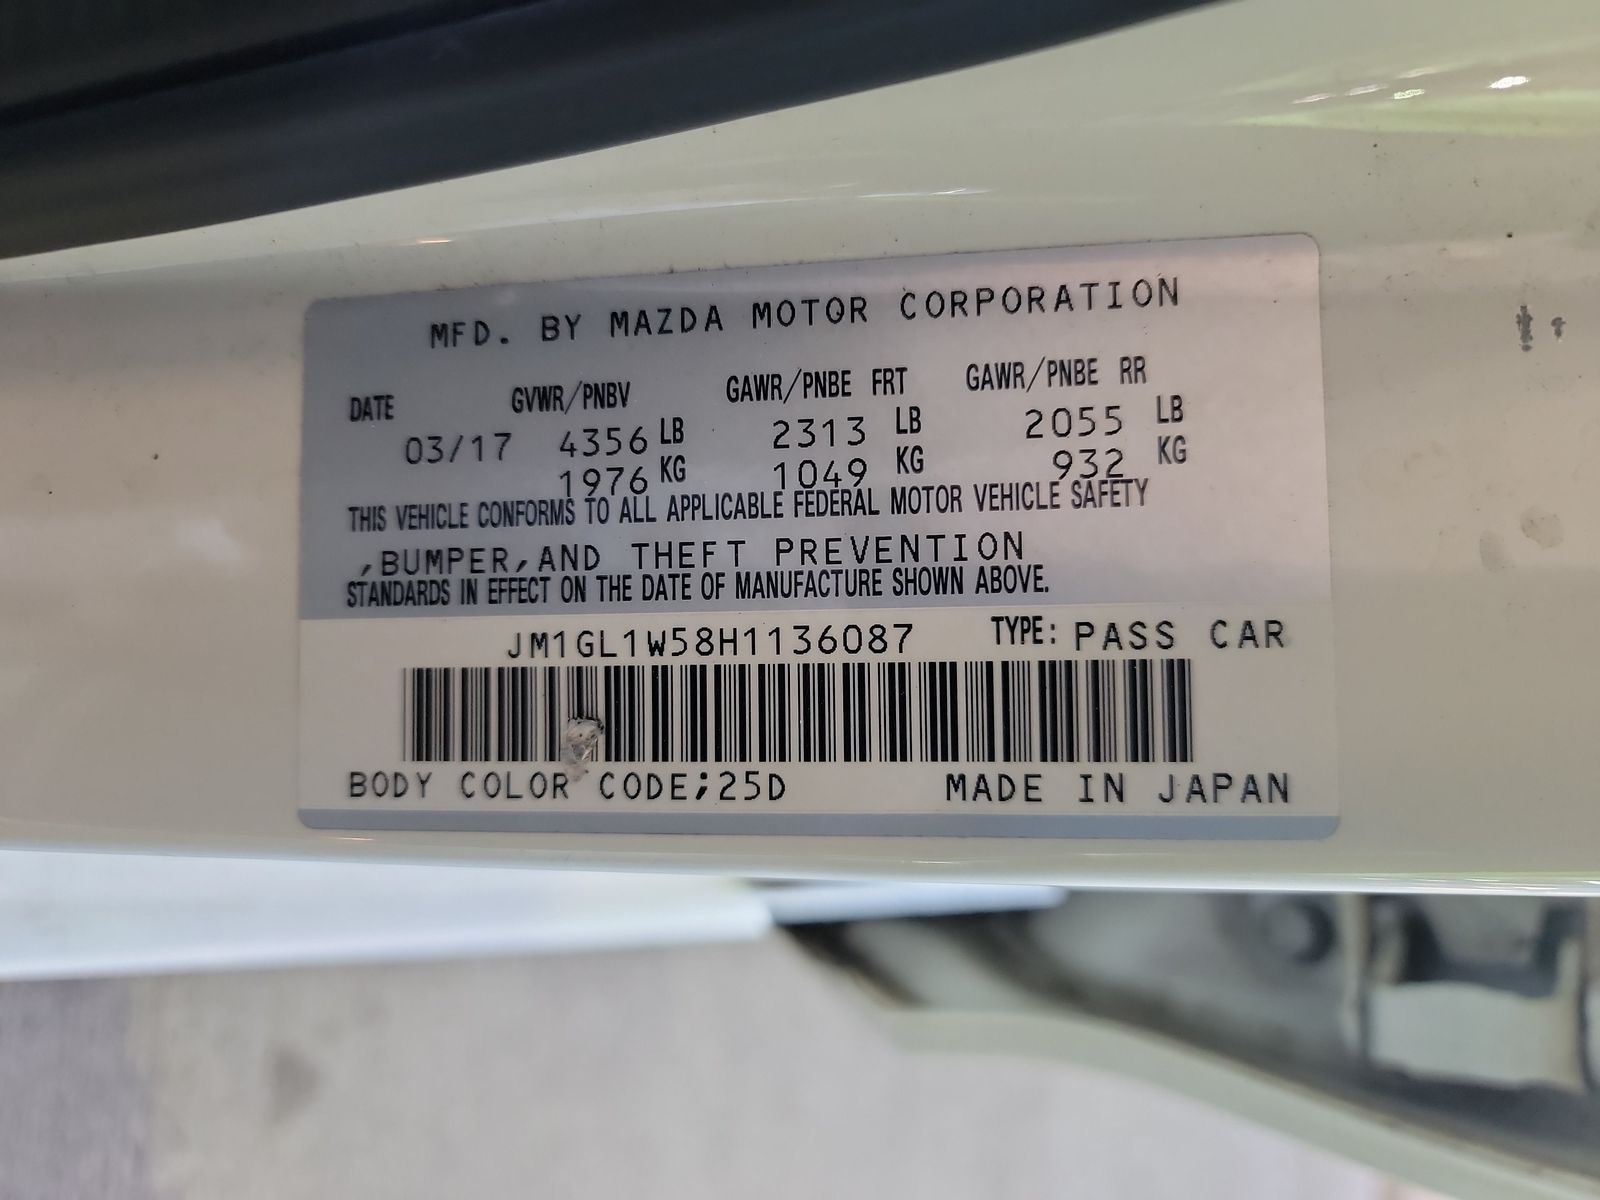 MFD. BY MAZDA MOTOR CORPORATION
DATE GVWR/PNBV GAWR/PNBE FRT GAWR/PNBE RR
03/17 4356 LB 2313 LB 2055 LB
1976 KG 1049 KG 932 KG
THIS VEHICLE CONFORMS TO ALL APPLICABLE FEDERAL MOTOR VEHICLE SAFETY
,BUMPER,AND THEFT PREVENTION
STANDARDS IN EFFECT ON THE DATE OF MANUFACTURE SHOWN ABOVE.
JM1GL1W58H1136087 TYPE: PASS CAR
BODY COLOR CODE;25D MADE IN JAPAN